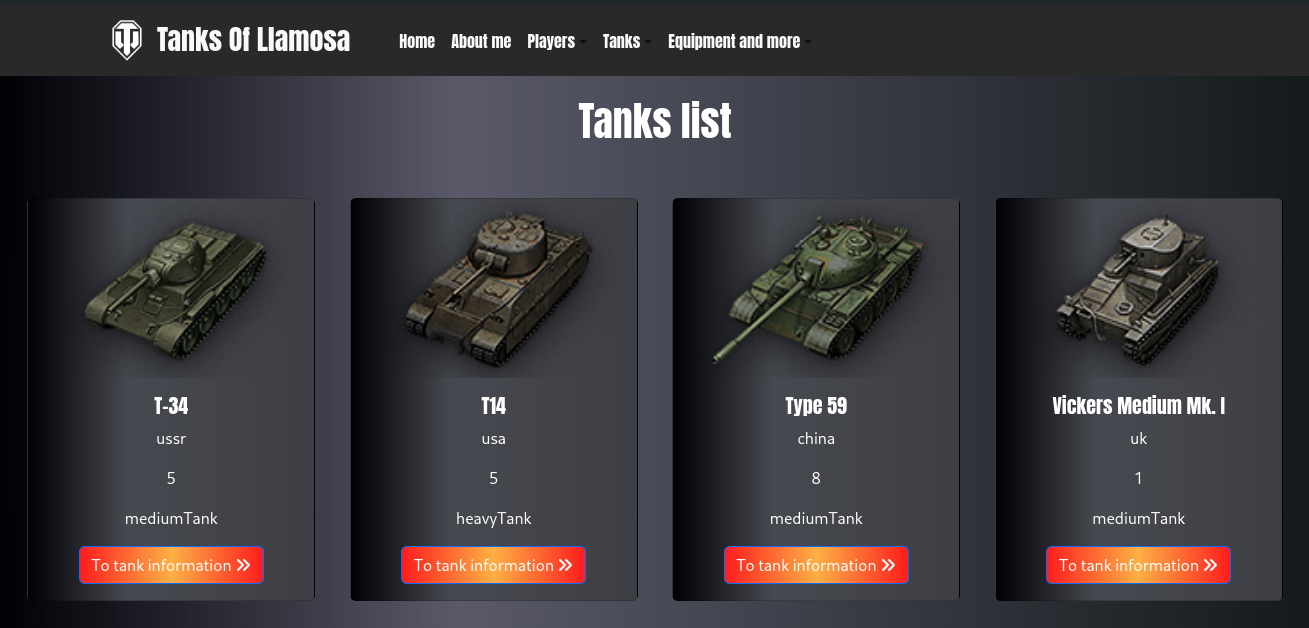 Tanks Of Llamosa Home About me Players Tanks Equipment and more
Tanks list
T-34 T14 Type 59 Vickers Medium Mk. I
ussr usa china uk
5 5 8 1
mediumTank heavyTank mediumTank mediumTank
To tank information To tank information To tank information To tank information